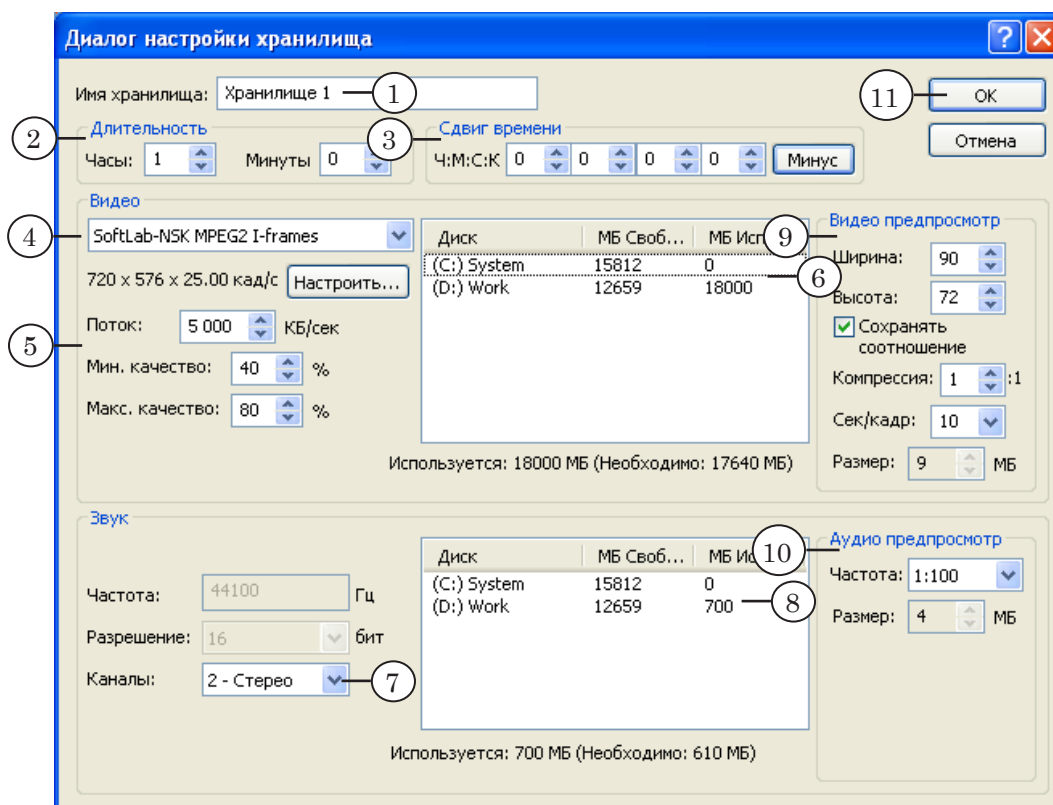 Диалог настройки хранилища
Имя хранилища: Хранилище 1
1
11
OK
Отмена
2
Длительность
Часы: 1 Минуты 0
3
Сдвиг времени
Ч:М:С:К 0 0 0 0 Минус
Видео
4
SoftLab-NSK MPEG2 I-frames
720 x 576 x 25.00 кад/с Настроить...
5
Поток: 5 000 КБ/сек
Мин. качество: 40 %
Макс. качество: 80 %
Диск МБ Своб... МБ Исп
(C:) System 15812 0
(D:) Work 12659 18000
6
Используется: 18000 МБ (Необходимо: 17640 МБ)
9
Видео предпросмотр
Ширина: 90
Высота: 72
Сохранять
соотношение
Компрессия: 1 :1
Сек/кадр: 10
Размер: 9 МБ
Звук
Частота: 44100 Гц
Разрешение: 16 бит
Каналы: 2 - Стерео
7
Диск МБ Своб... МБ Ис
(C:) System 15812 0
(D:) Work 12659 700
8
Используется: 700 МБ (Необходимо: 610 МБ)
10
Аудио предпросмотр
Частота: 1:100
Размер: 4 МБ